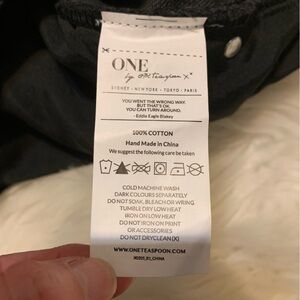 ONE
by one teaspoon x
SYDNEY · NEW YORK · TOKYO · PARIS
YOU WENT THE WRONG WAY.
BUT THAT'S OK.
YOU CAN TURN AROUND.
- Eddie Eagle Blakey
100% COTTON
Hand Made in China
We suggest the following care
COLD MACHINE WASH
DARK COLOURS SEPARATELY
DO NOT SOAK, BLEACH OR WRING
TUMBLE DRY LOW HEAT
IRON ON LOW HEAT
DO NOT IRON ON PRINT
OR ACCESSORIES
DO NOT DRYCLEAN (X)
WWW.ONETEASPOON.COM